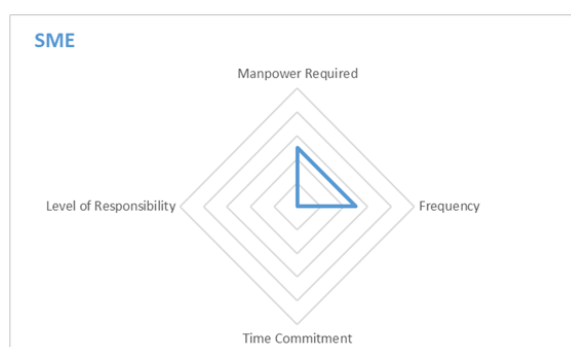 SME
Manpower Required
Level of Responsibility
Frequency
Time Commitment